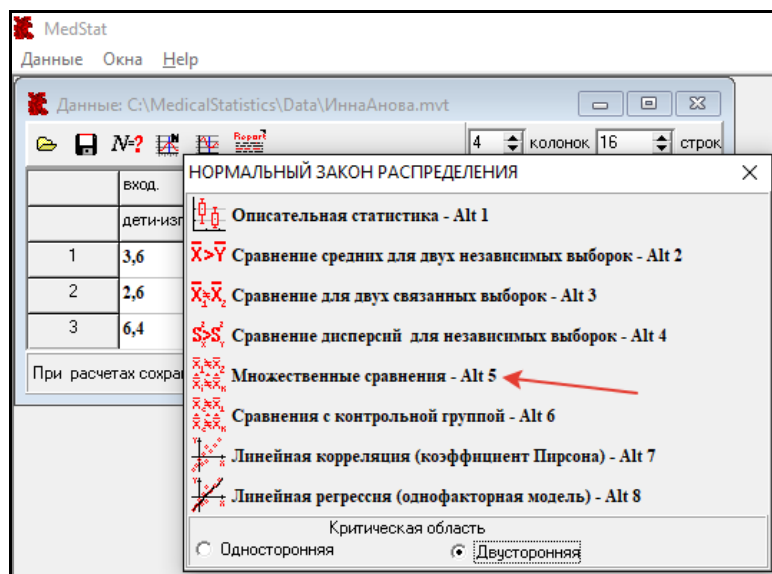 MedStat
Данные Окна Help
Данные: C:\MedicalStatistics\Data\ИннаАнова.mvt
N=? N Report 4 колонок 16 строк
НОРМАЛЬНЫЙ ЗАКОН РАСПРЕДЕЛЕНИЯ
вход.
дети-изг
Описательная статистика - Alt 1
1 3,6
X>Y Сравнение средних для двух независимых выборок - Alt 2
2 2,6
Сравнение для двух связанных выборок - Alt 3
3 6,4
Сравнение дисперсий для независимых выборок - Alt 4
При расчетах сохра
Множественные сравнения - Alt 5
Сравнения с контрольной группой - Alt 6
Линейная корреляция (коэффициент Пирсона) - Alt 7
Линейная регрессия (однофакторная модель) - Alt 8
Критическая область
Односторонняя Двусторонняя